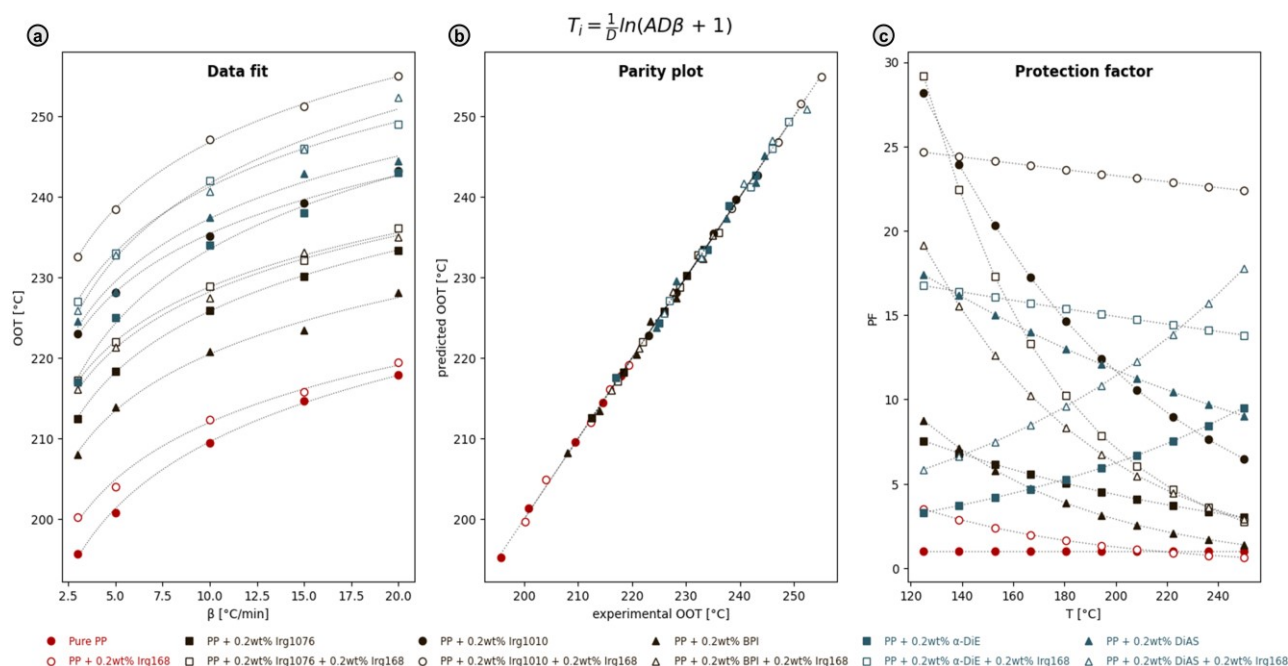 T_i = 1/D ln(ADβ + 1)
a
Data fit
OOT [°C]
250
240
230
220
210
200
2.5 5.0 7.5 10.0 12.5 15.0 17.5 20.0
β [°C/min]
b
Parity plot
predicted OOT [°C]
200 210 220 230 240 250
experimental OOT [°C]
c
Protection factor
PF
30
25
20
15
10
5
0
120 140 160 180 200 220 240
T [°C]
Pure PP
PP + 0.2wt% Irg1076
PP + 0.2wt% Irg1010
PP + 0.2wt% BPI
PP + 0.2wt% α-DiE
PP + 0.2wt% DiAS
PP + 0.2wt% Irg168
PP + 0.2wt% Irg1076 + 0.2wt% Irg168
PP + 0.2wt% Irg1010 + 0.2wt% Irg168
PP + 0.2wt% BPI + 0.2wt% Irg168
PP + 0.2wt% α-DiE + 0.2wt% Irg168
PP + 0.2wt% DiAS + 0.2wt% Irg168